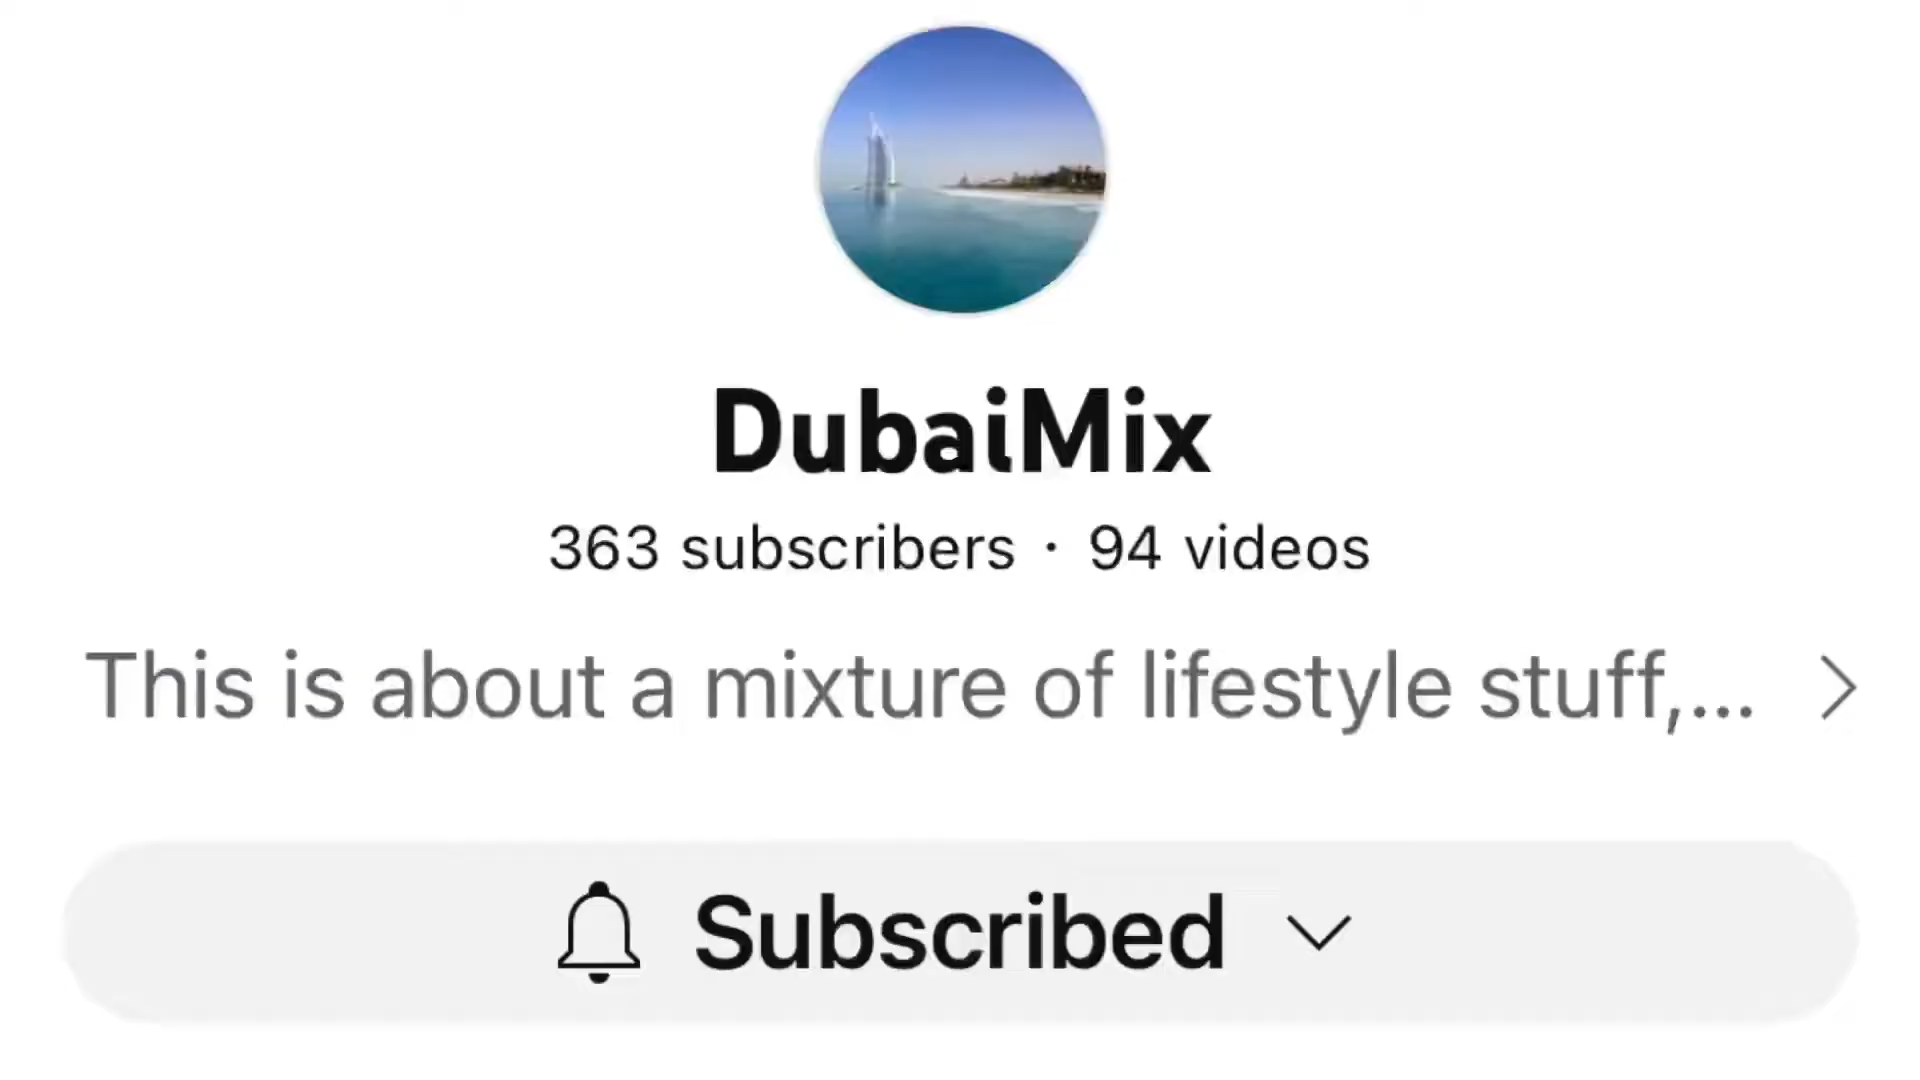 DubaiMix
363 subscribers · 94 videos
This is about a mixture of lifestyle stuff,...
Subscribed